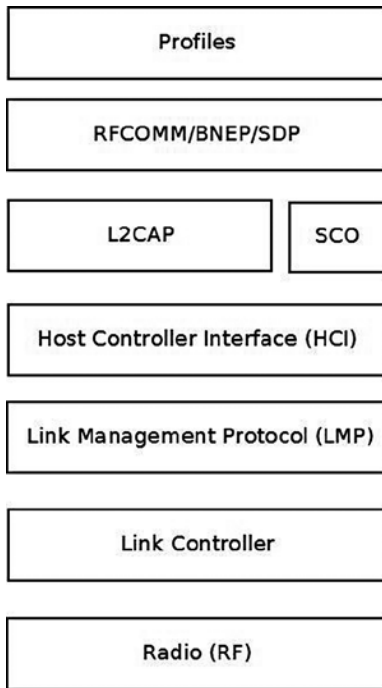 Profiles
RFCOMM/BNEP/SDP
L2CAP
SCO
Host Controller Interface (HCI)
Link Management Protocol (LMP)
Link Controller
Radio (RF)